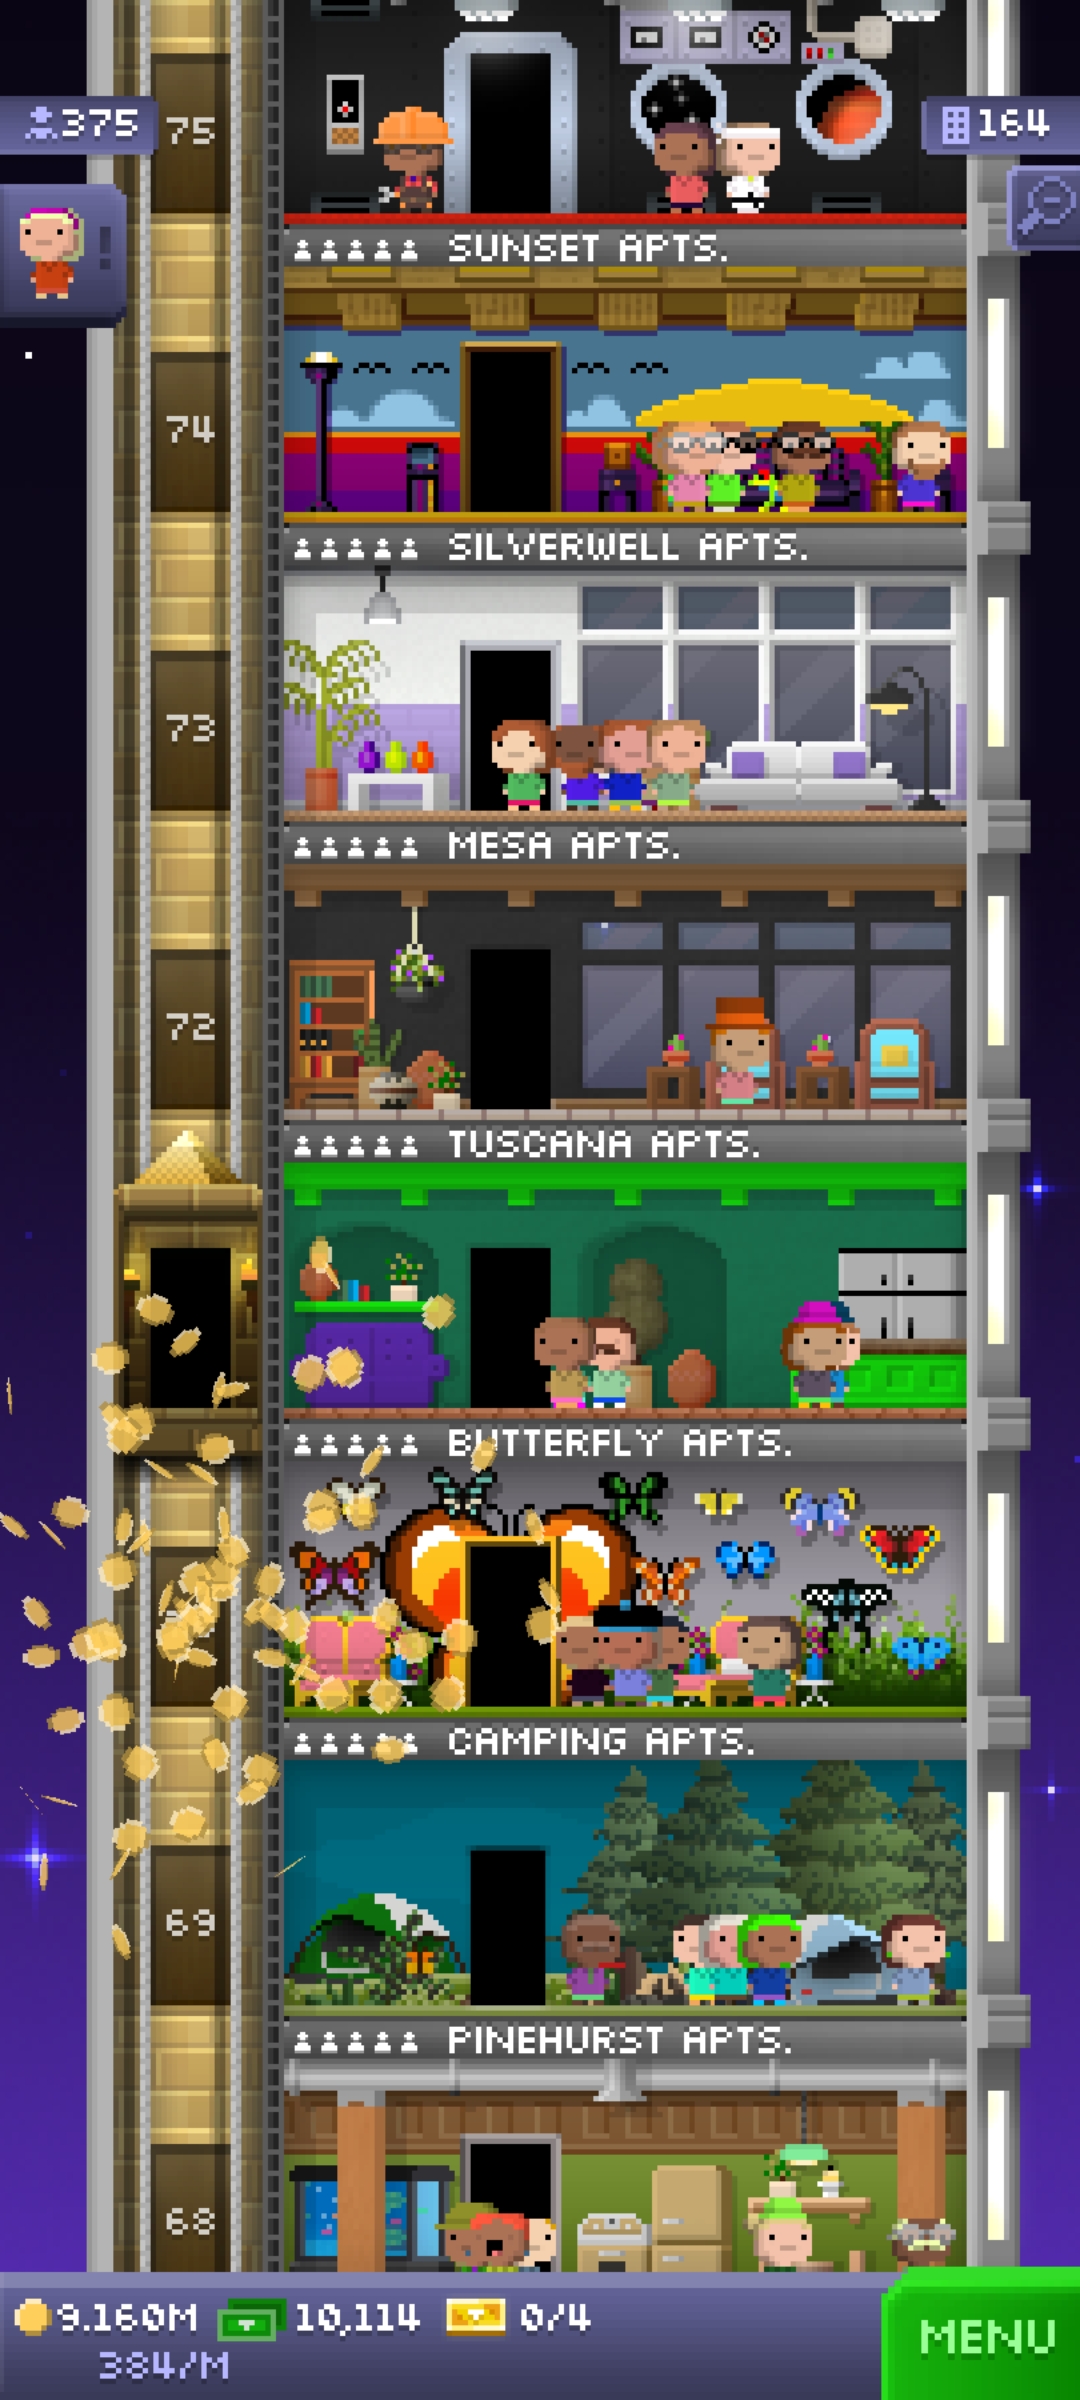 75
375
164
!
SUNSET APTS.
74
SILVERWELL APTS.
73
MESA APTS.
72
TUSCANA APTS.
BUTTERFLY APTS.
CAMPING APTS.
69
PINEHURST APTS.
68
9.160M 10,114 0/4
384/M
MENU